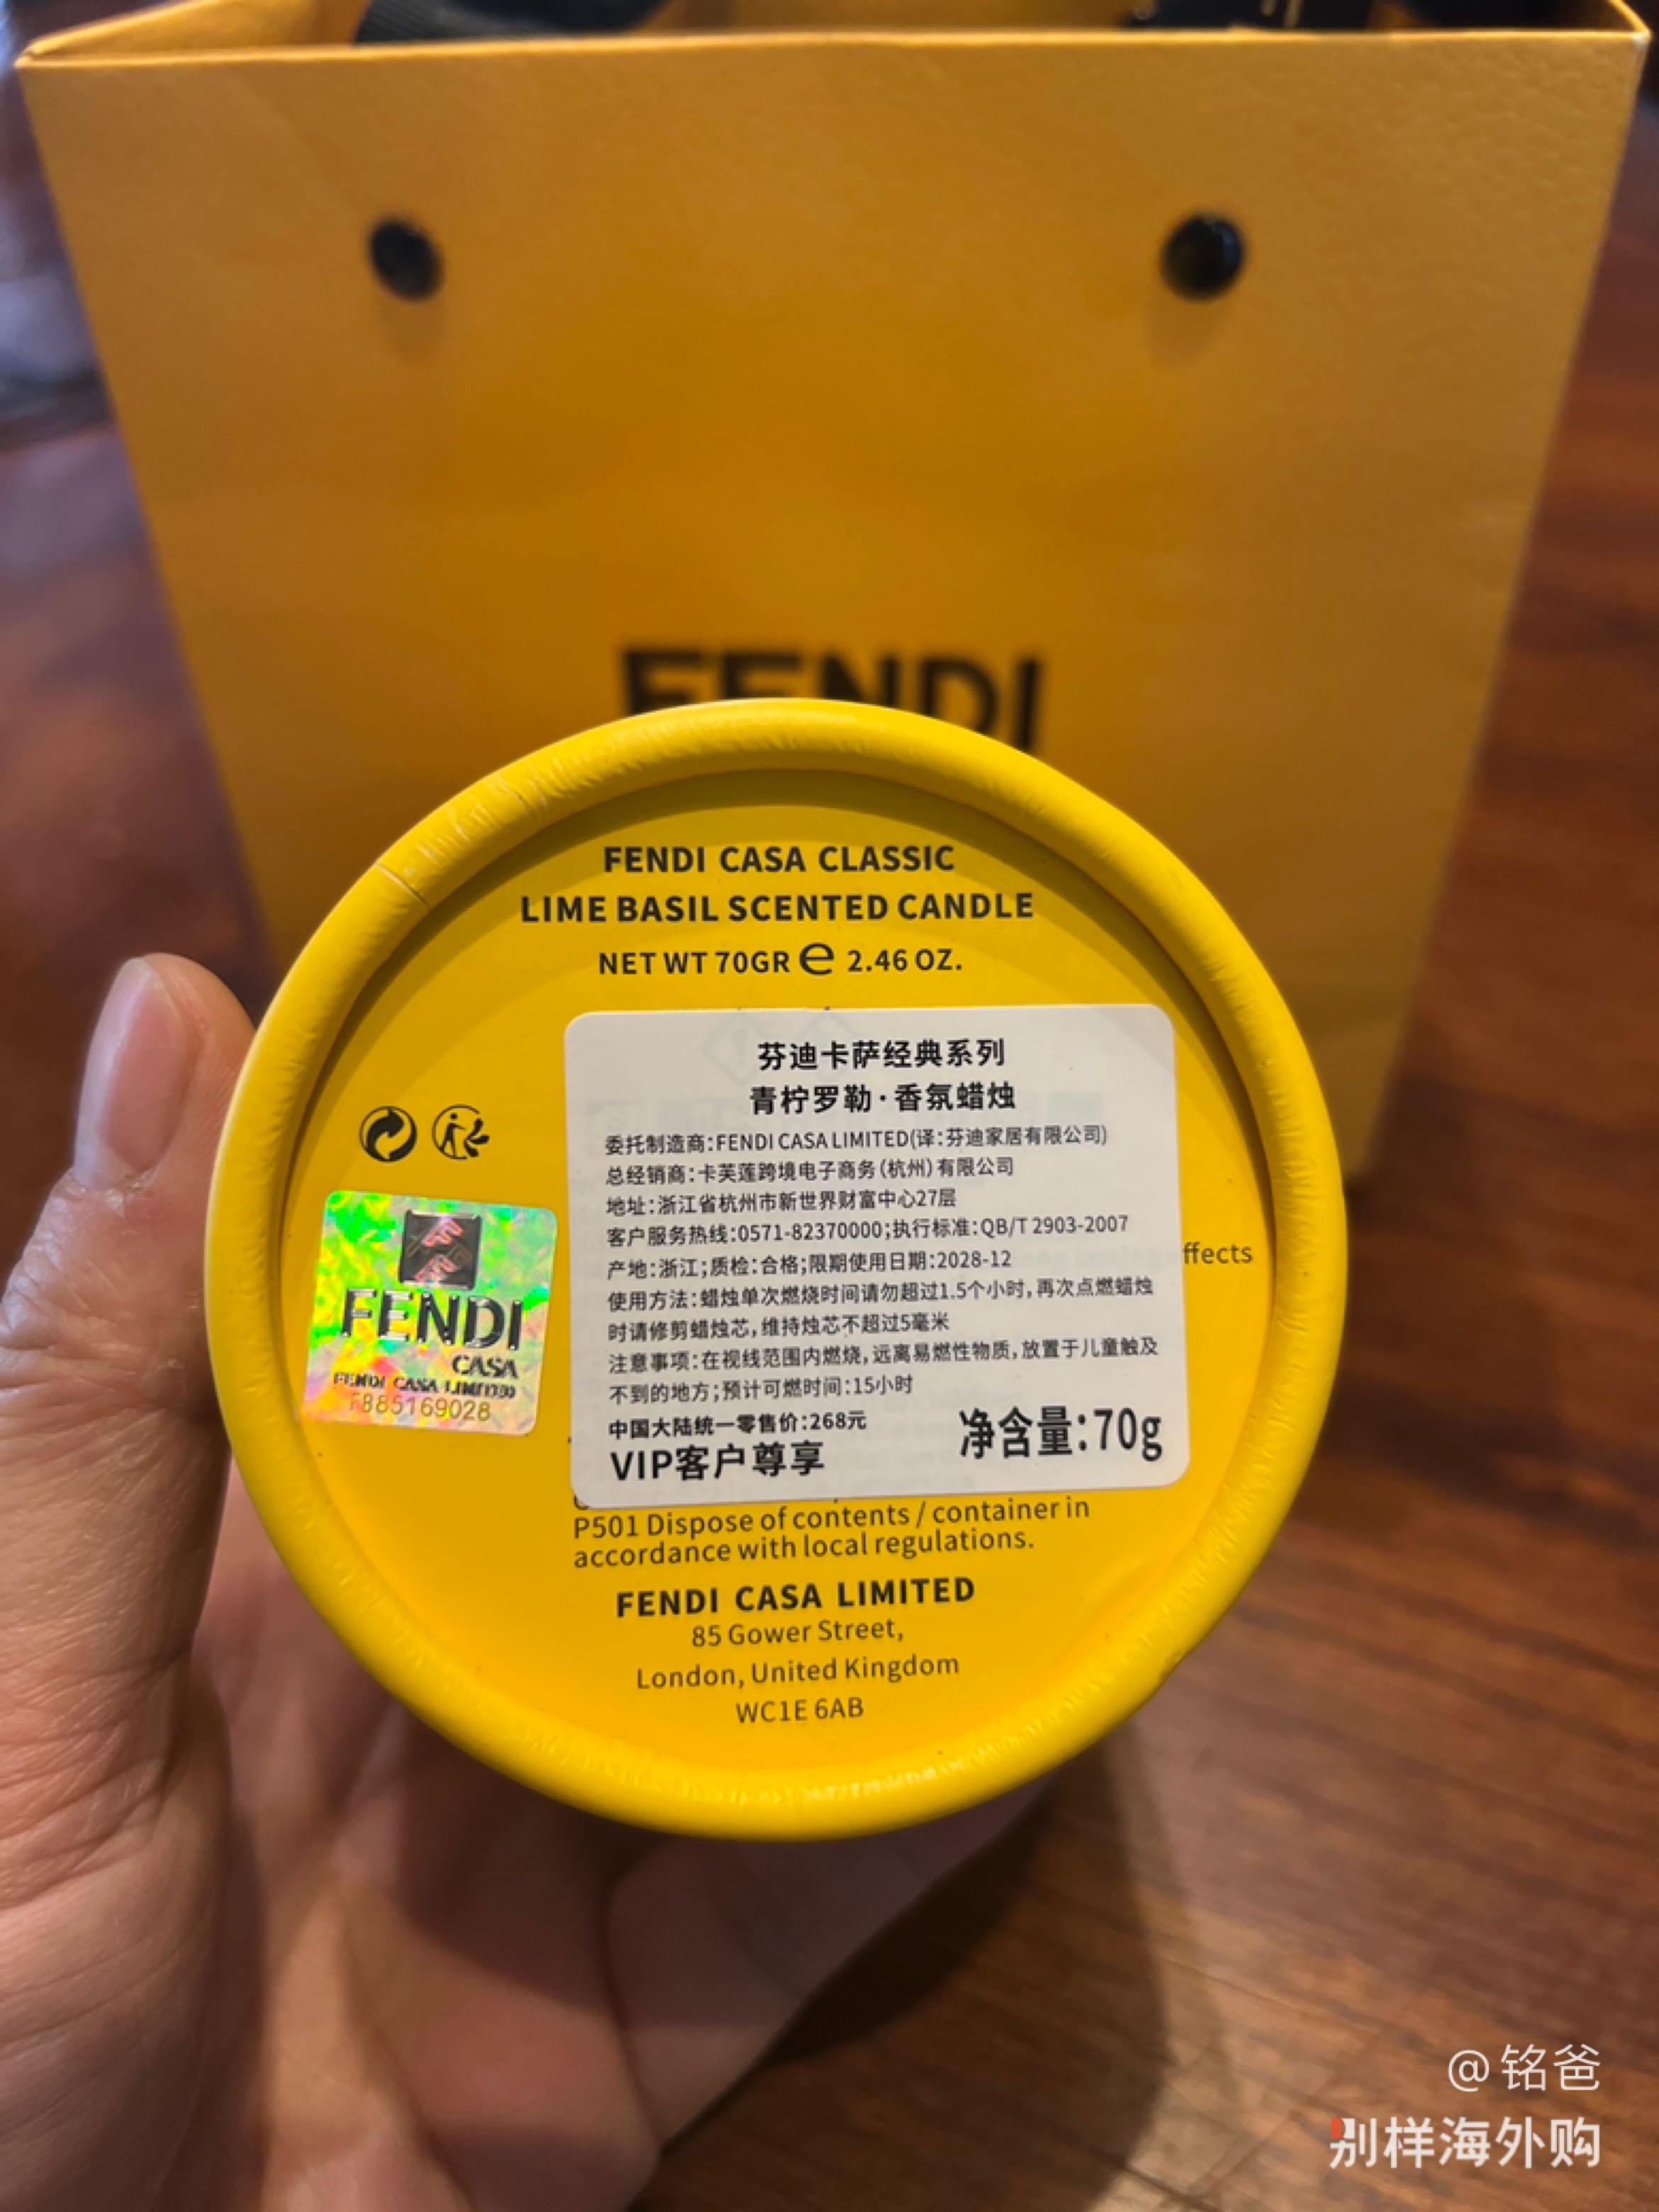 FENDI
FENDI CASA CLASSIC
LIME BASIL SCENTED CANDLE
NET WT 70GR ℮ 2.46 OZ.
芬迪卡萨经典系列
青柠罗勒·香氛蜡烛
委托制造商:FENDI CASA LIMITED(译:芬迪家居有限公司)
总经销商:卡芙莲跨境电子商务(杭州)有限公司
地址:浙江省杭州市新世界财富中心27层
客户服务热线:0571-82370000;执行标准:QB/T 2903-2007
产地:浙江;质检:合格;限期使用日期:2028-12
使用方法:蜡烛单次燃烧时间请勿超过1.5个小时,再次点燃蜡烛
时请修剪蜡烛芯,维持烛芯不超过5毫米
注意事项:在视线范围内燃烧,远离易燃性物质,放置于儿童触及
不到的地方;预计可燃时间:15小时
中国大陆统一零售价:268元
VIP客户尊享
净含量:70g
ffects
FENDI
CASA
FENDI CASA LIMITED
FB85169028
P501 Dispose of contents / container in
accordance with local regulations.
FENDI CASA LIMITED
85 Gower Street,
London, United Kingdom
WC1E 6AB
@铭爸
别样海外购